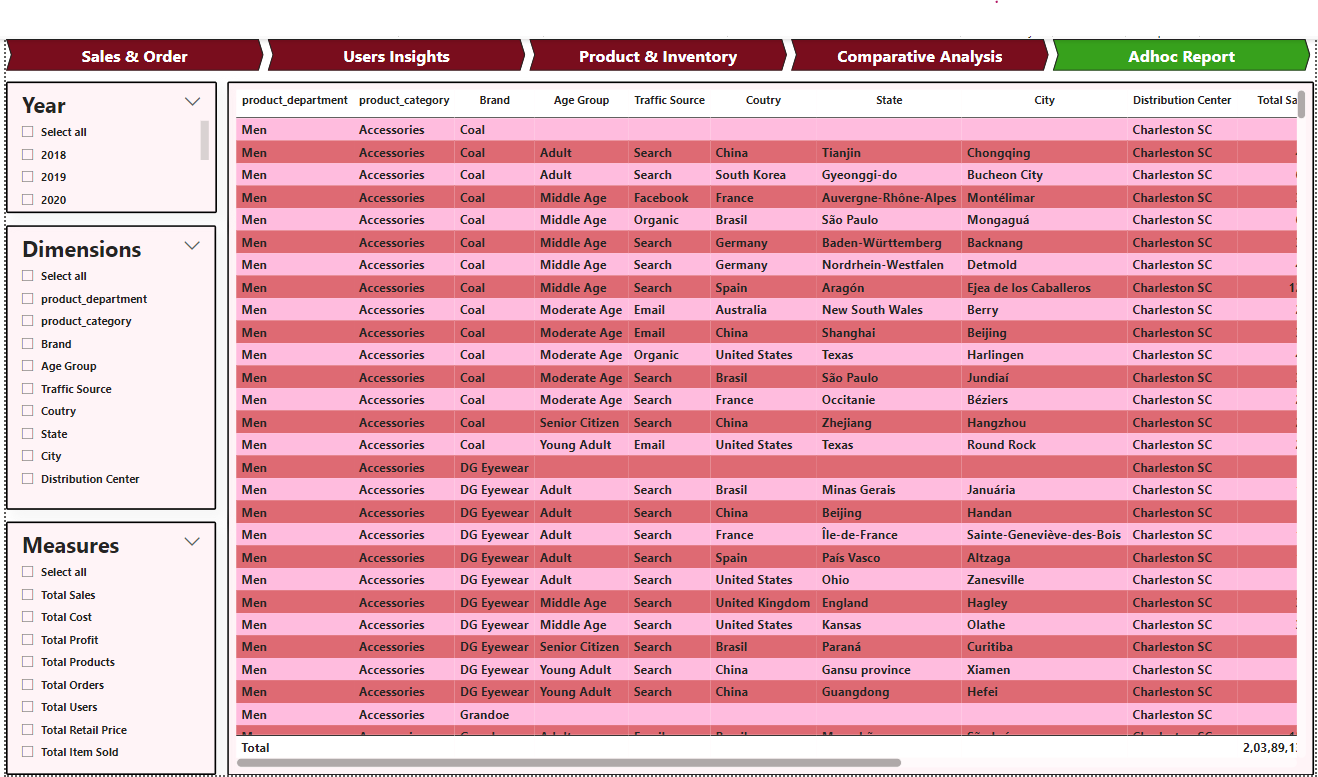 Sales & Order Users Insights Product & Inventory Comparative Analysis Adhoc Report
Year
Select all
2018
2019
2020
Dimensions
Select all
product_department
product_category
Brand
Age Group
Traffic Source
Coutry
State
City
Distribution Center
Measures
Select all
Total Sales
Total Cost
Total Profit
Total Products
Total Orders
Total Users
Total Retail Price
Total Item Sold
product_department product_category Brand Age Group Traffic Source Coutry State City Distribution Center Total Sa
Men Accessories Coal Charleston SC
Men Accessories Coal Adult Search China Tianjin Chongqing Charleston SC
Men Accessories Coal Adult Search South Korea Gyeonggi-do Bucheon City Charleston SC
Men Accessories Coal Middle Age Facebook France Auvergne-Rhône-Alpes Montélimar Charleston SC
Men Accessories Coal Middle Age Organic Brasil São Paulo Mongaguá Charleston SC
Men Accessories Coal Middle Age Search Germany Baden-Württemberg Backnang Charleston SC
Men Accessories Coal Middle Age Search Germany Nordrhein-Westfalen Detmold Charleston SC
Men Accessories Coal Middle Age Search Spain Aragón Ejea de los Caballeros Charleston SC
Men Accessories Coal Moderate Age Email Australia New South Wales Berry Charleston SC
Men Accessories Coal Moderate Age Email China Shanghai Beijing Charleston SC
Men Accessories Coal Moderate Age Organic United States Texas Harlingen Charleston SC
Men Accessories Coal Moderate Age Search Brasil São Paulo Jundiaí Charleston SC
Men Accessories Coal Moderate Age Search France Occitanie Béziers Charleston SC
Men Accessories Coal Senior Citizen Search China Zhejiang Hangzhou Charleston SC
Men Accessories Coal Young Adult Email United States Texas Round Rock Charleston SC
Men Accessories DG Eyewear Charleston SC
Men Accessories DG Eyewear Adult Search Brasil Minas Gerais Januária Charleston SC
Men Accessories DG Eyewear Adult Search China Beijing Handan Charleston SC
Men Accessories DG Eyewear Adult Search France Île-de-France Sainte-Geneviève-des-Bois Charleston SC
Men Accessories DG Eyewear Adult Search Spain País Vasco Altzaga Charleston SC
Men Accessories DG Eyewear Adult Search United States Ohio Zanesville Charleston SC
Men Accessories DG Eyewear Middle Age Search United Kingdom England Hagley Charleston SC
Men Accessories DG Eyewear Middle Age Search United States Kansas Olathe Charleston SC
Men Accessories DG Eyewear Senior Citizen Search Brasil Paraná Curitiba Charleston SC
Men Accessories DG Eyewear Young Adult Search China Gansu province Xiamen Charleston SC
Men Accessories DG Eyewear Young Adult Search China Guangdong Hefei Charleston SC
Men Accessories Grandoe Charleston SC
Total 2,03,89,1